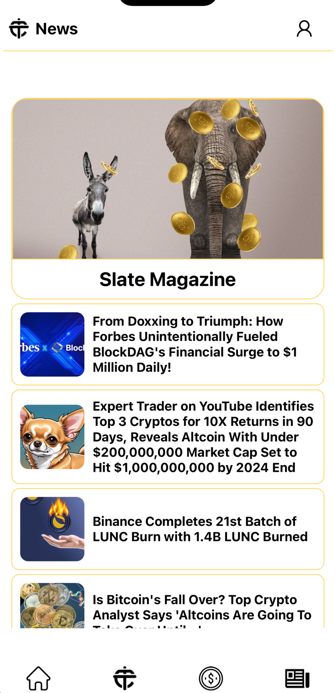 News
Slate Magazine
From Doxxing to Triumph: How
Forbes Unintentionally Fueled
BlockDAG's Financial Surge to $1
Million Daily!
rbes x Block
Expert Trader on YouTube Identifies
Top 3 Cryptos for 10X Returns in 90
Days, Reveals Altcoin With Under
$200,000,000 Market Cap Set to
Hit $1,000,000,000 by 2024 End
Binance Completes 21st Batch of
LUNC Burn with 1.4B LUNC Burned
Is Bitcoin's Fall Over? Top Crypto
Analyst Says 'Altcoins Are Going To